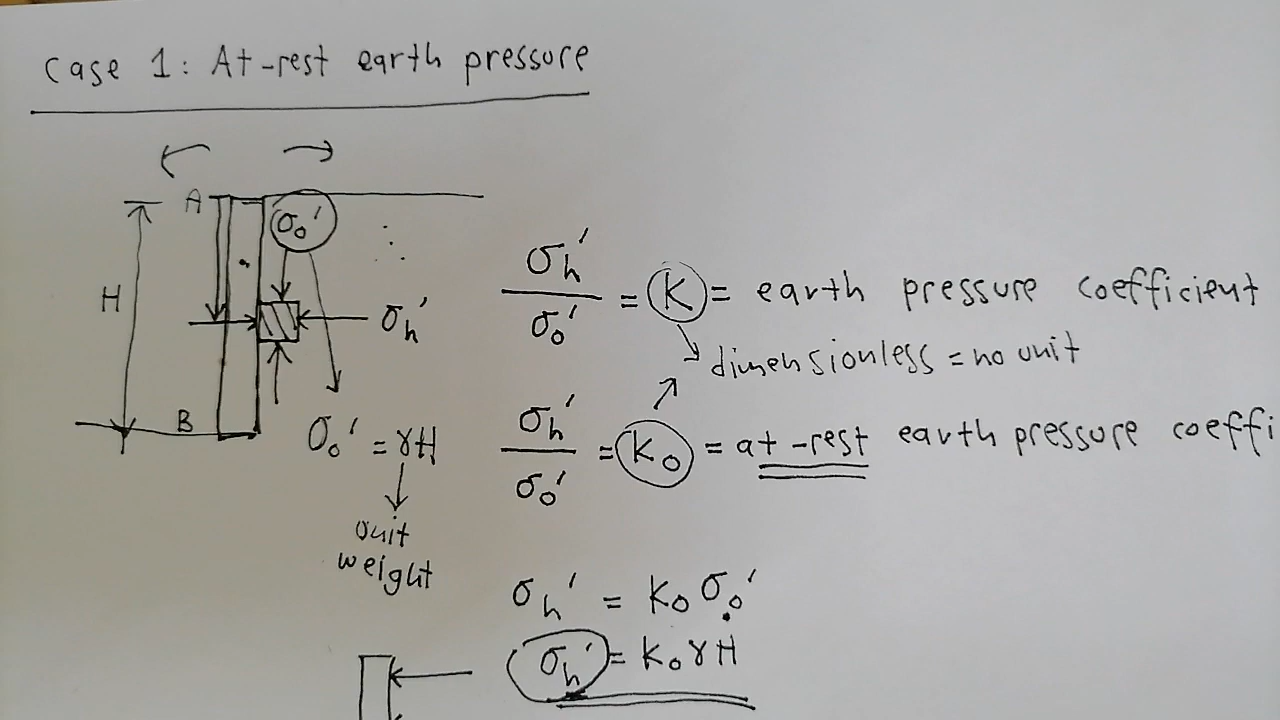 Case 1: At-rest earth pressure
A
σo'
H
σh'
B
σo' = γH
unit
weight
σh'/σo' = K = earth pressure coefficient
dimensionless = no unit
σh'/σo' = Ko = at-rest earth pressure coeffi
σh' = Ko σo'
σh' = Ko γH